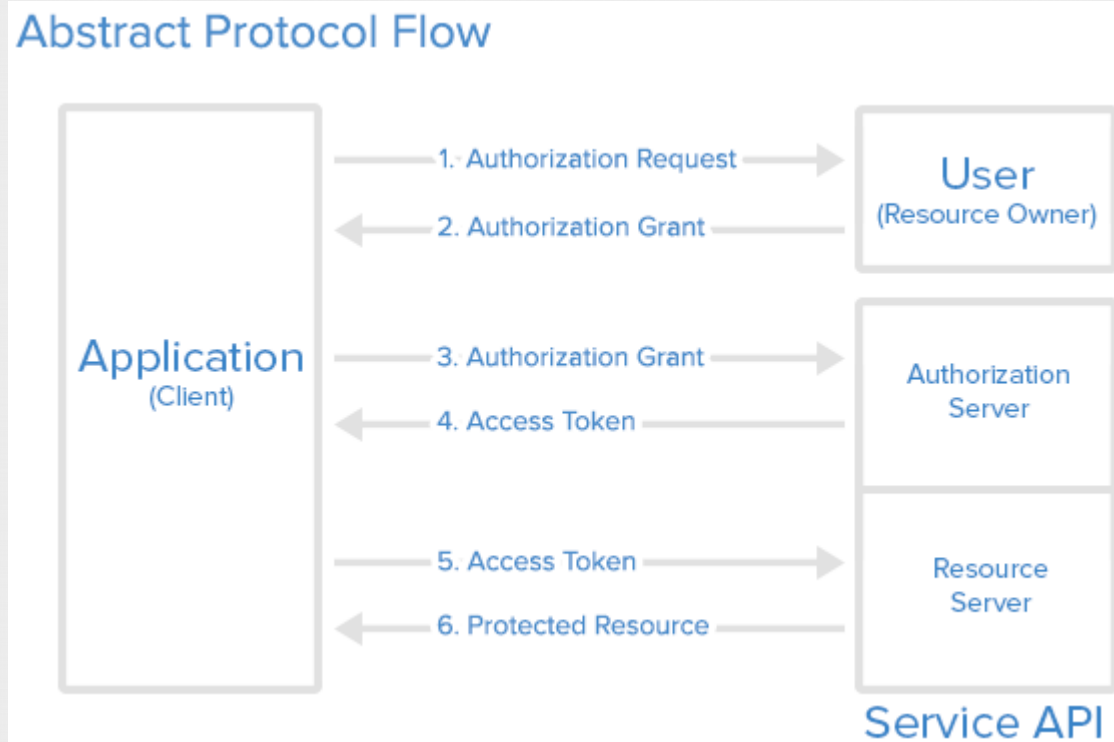 Abstract Protocol Flow
1. Authorization Request
User
(Resource Owner)
2. Authorization Grant
Application
(Client)
3. Authorization Grant
Authorization
Server
4. Access Token
5. Access Token
Resource
Server
6. Protected Resource
Service API